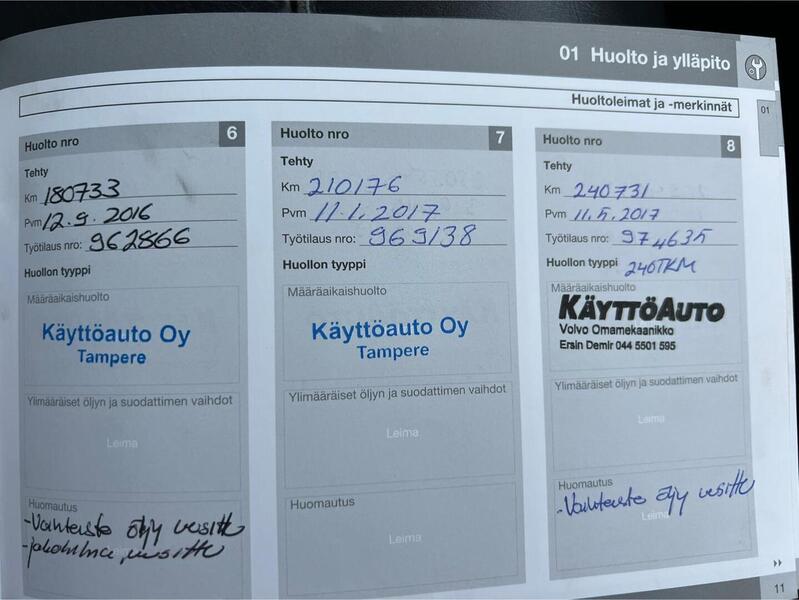 01 Huolto ja ylläpito
Huoltoleimat ja -merkinnät
01
Huolto nro 6
Tehty
Km 180733
Pvm 12.9.2016
Työtilaus nro: 962866
Huollon tyyppi
Määräaikaishuolto
Käyttöauto Oy
Tampere
Ylimääräiset öljyn ja suodattimen vaihdot
Leima
Huomautus
-Vaihteisto öljy uusittu
Huolto nro 7
Tehty
Km 210176
Pvm 11.1.2017
Työtilaus nro: 969138
Huollon tyyppi
Määräaikaishuolto
Käyttöauto Oy
Tampere
Ylimääräiset öljyn ja suodattimen vaihdot
Leima
Huomautus
Leima
Huolto nro 8
Tehty
Km 240731
Pvm 11.5.2017
Työtilaus nro: 974635
Huollon tyyppi 240TKM
Määräaikaishuolto
KÄYTTÖAUTO
Volvo Omamekaanikko
Ersin Demir 044 5501 595
Ylimääräiset öljyn ja suodattimen vaihdot
Leima
Huomautus
-Vaihteisto öljy uusittu
Leima
11